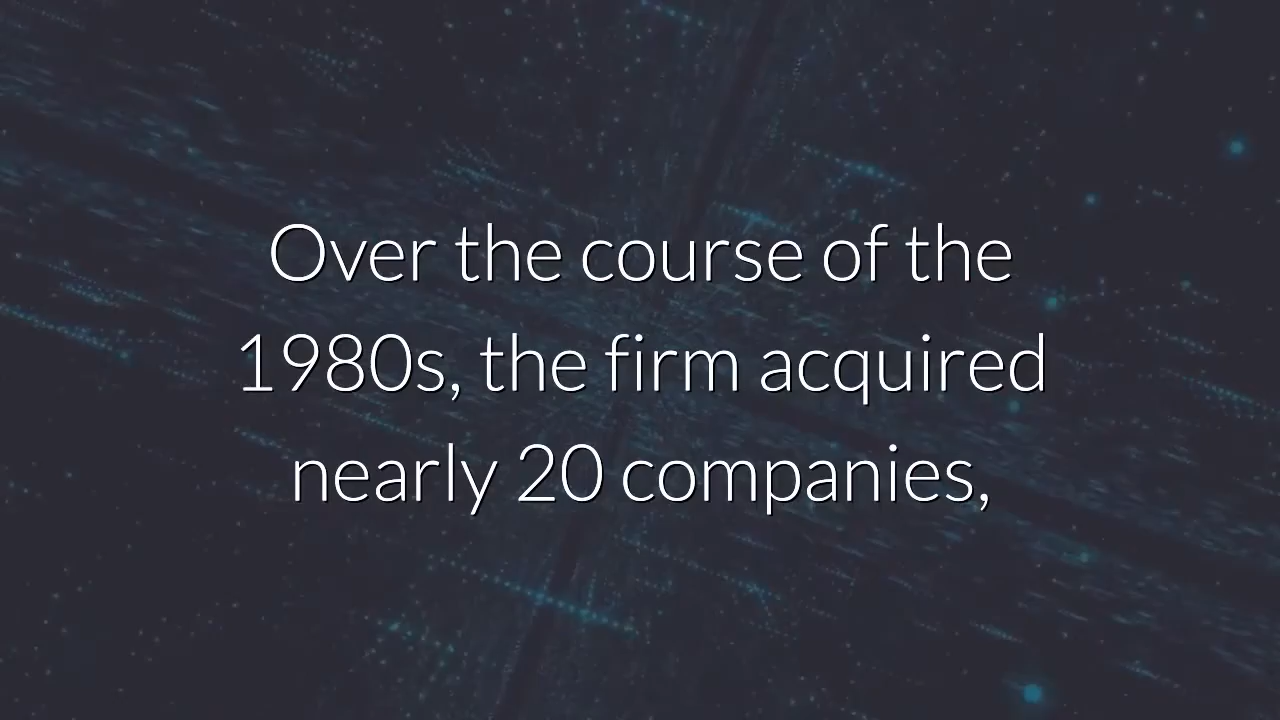 Over the course of the
1980s, the firm acquired
nearly 20 companies,